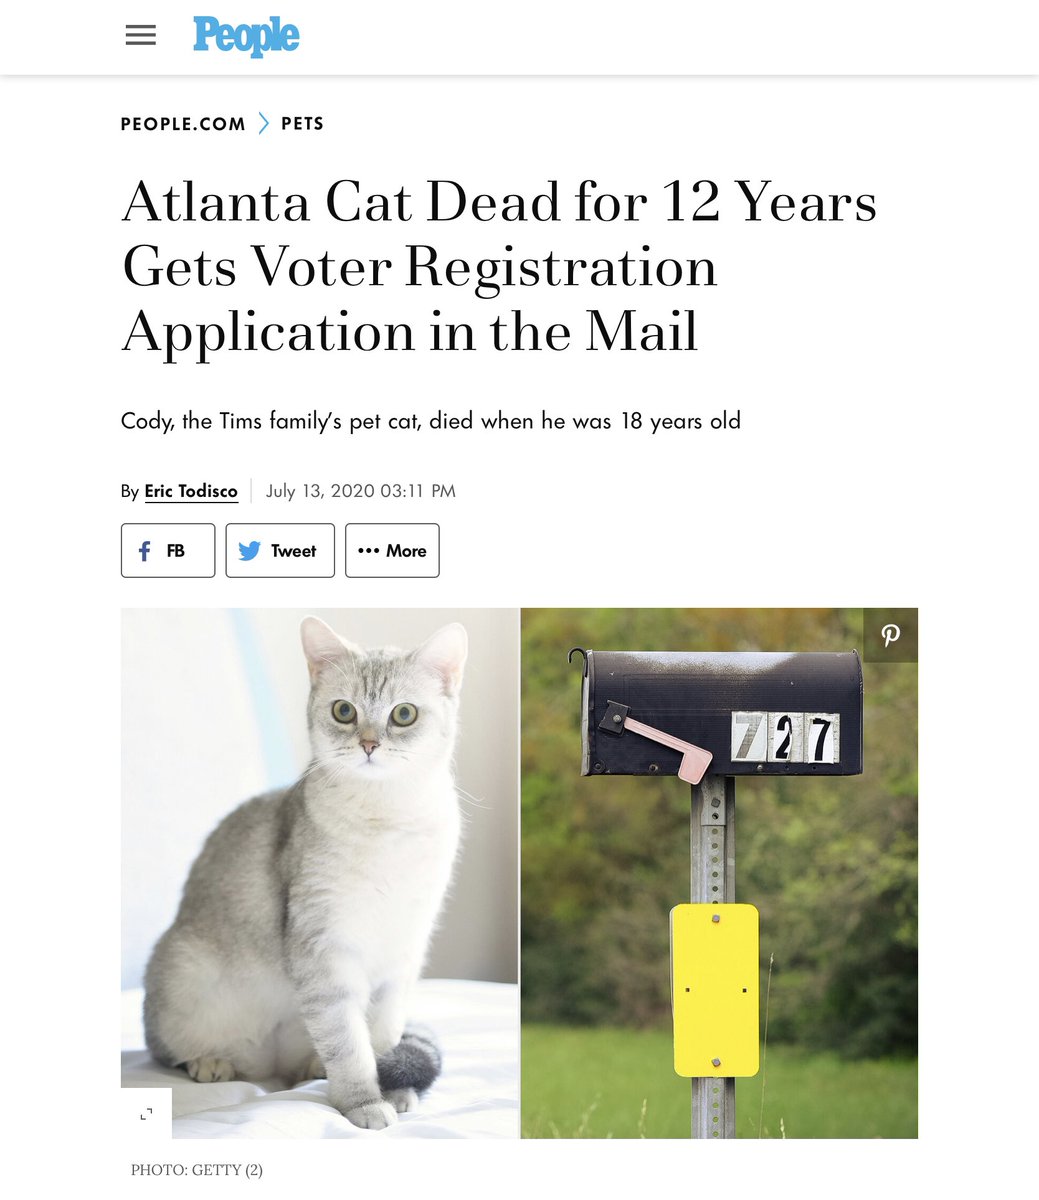 People
PEOPLE.COM > PETS
Atlanta Cat Dead for 12 Years
Gets Voter Registration
Application in the Mail
Cody, the Tims family's pet cat, died when he was 18 years old
By Eric Todisco July 13, 2020 03:11 PM
FB Tweet ••• More
727
PHOTO: GETTY (2)